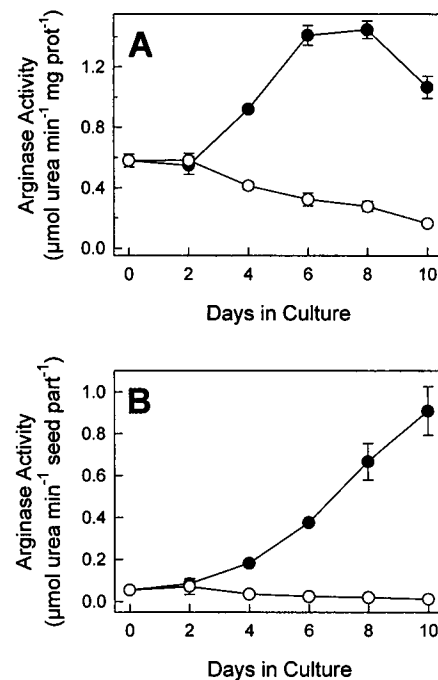 A
Arginase Activity
(μmol urea min⁻¹ mg prot⁻¹)
1.2
0.8
0.4
0.0
0 2 4 6 8 10
Days in Culture
B
Arginase Activity
(μmol urea min⁻¹ seed part⁻¹)
1.0
0.8
0.6
0.4
0.2
0.0
0 2 4 6 8 10
Days in Culture